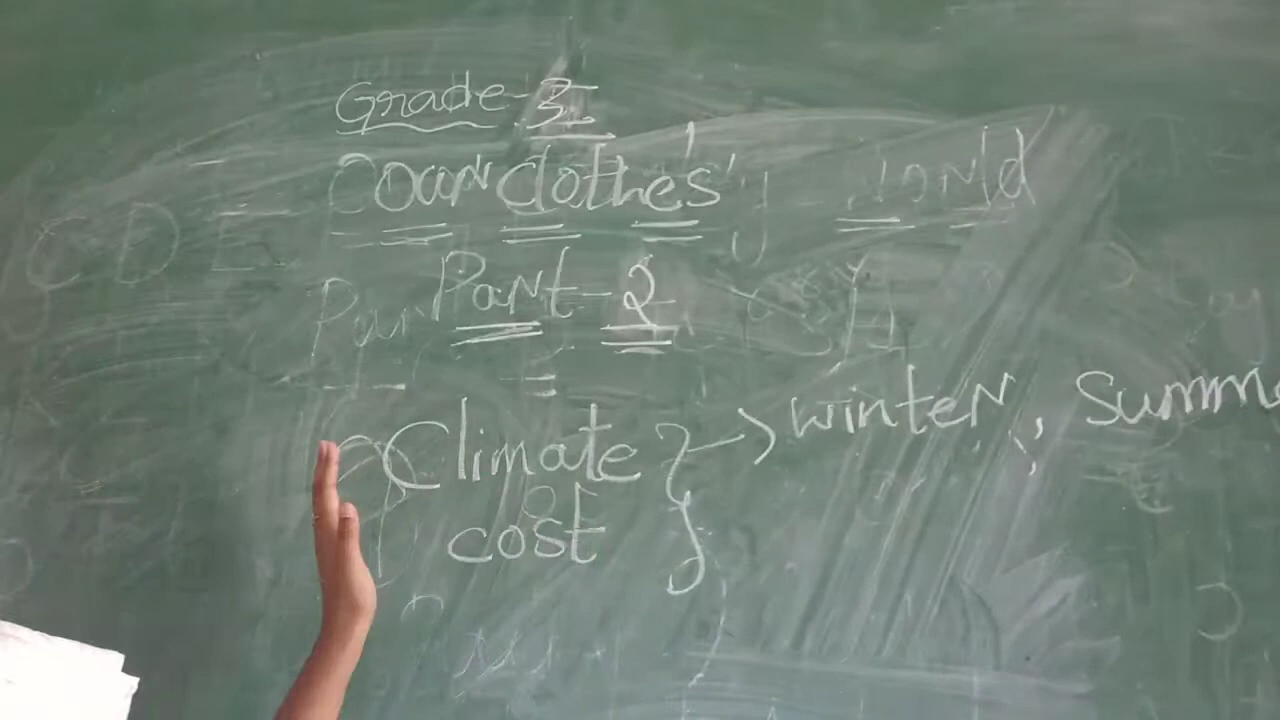 Grade-3
Our clothes
Part-2
Climate } → winter, Summe
cost
C D E